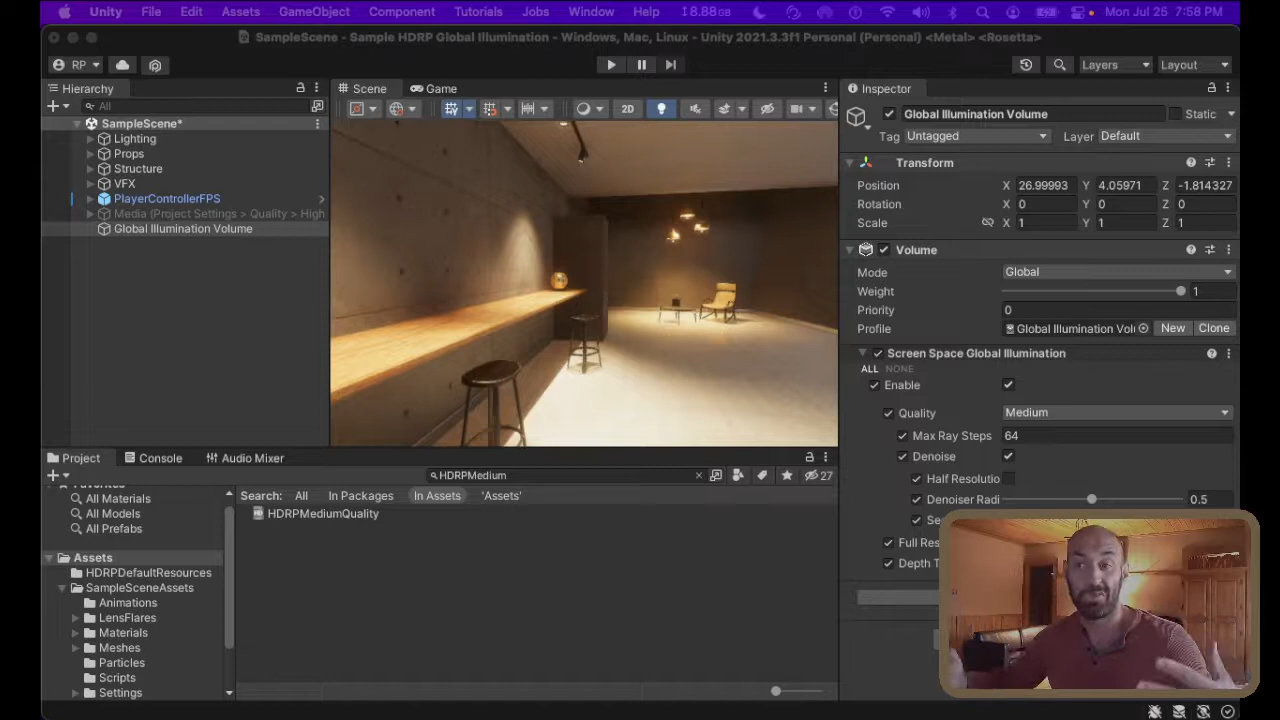 Unity File Edit Assets GameObject Component Tutorials Jobs Window Help 8.88GB Mon Jul 25 7:58 PM
SampleScene - Sample HDRP Global Illumination - Windows, Mac, Linux - Unity 2021.3.3f1 Personal (Personal) <Metal> <Rosetta>
RP Layers Layout
Hierarchy
All
SampleScene*
Lighting
Props
Structure
VFX
PlayerControllerFPS
Media (Project Settings > Quality > High
Global Illumination Volume
Scene Game
2D
Inspector
Global Illumination Volume Static
Tag Untagged Layer Default
Transform
Position X 26.99993 Y 4.05971 Z -1.814327
Rotation X 0 Y 0 Z 0
Scale X 1 Y 1 Z 1
Volume
Mode Global
Weight 1
Priority 0
Profile Global Illumination Volu New Clone
Screen Space Global Illumination
ALL NONE
Enable
Quality Medium
Max Ray Steps 64
Denoise
Half Resolutio
Denoiser Radi 0.5
Se
Full Res
Depth T
Project Console Audio Mixer
HDRPMedium 27
Favorites
All Materials
All Models
All Prefabs
Assets
HDRPDefaultResources
SampleSceneAssets
Animations
LensFlares
Materials
Meshes
Particles
Scripts
Settings
Search: All In Packages In Assets 'Assets'
HDRPMediumQuality